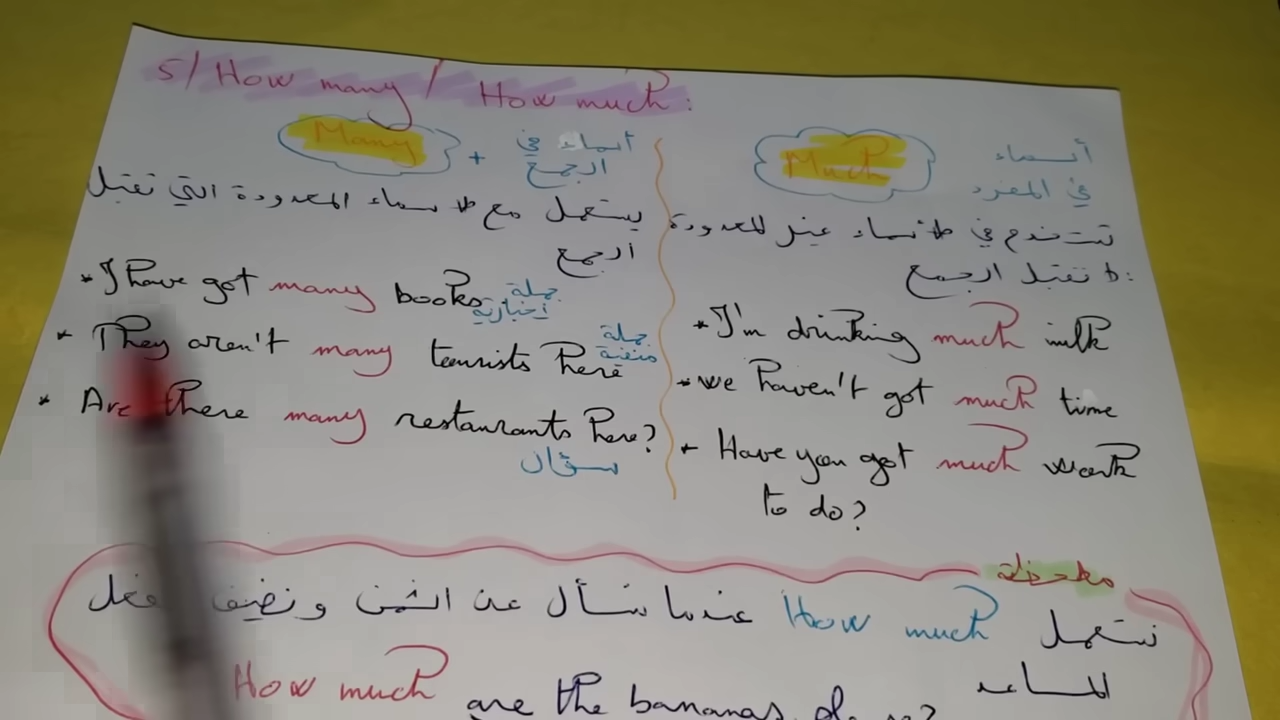 5/ How many / How much:
Many + أسماء في الجمع
يستعمل مع الأسماء المعدودة التي تقبل
الجمع
* I have got many books جملة إخبارية
* They aren't many tourists here جملة منفية
* Are there many restaurants here?
سؤال
Much أسماء
في المفرد
تستخدم في الأسماء غير المعدودة
لا تقبل الجمع:
* I'm drinking much milk
* we haven't got much time
* Have you got much work
to do?
ملاحظة
نستعمل How much عندما نسأل عن الثمن ونضيف
المساعد
How much are the bananas